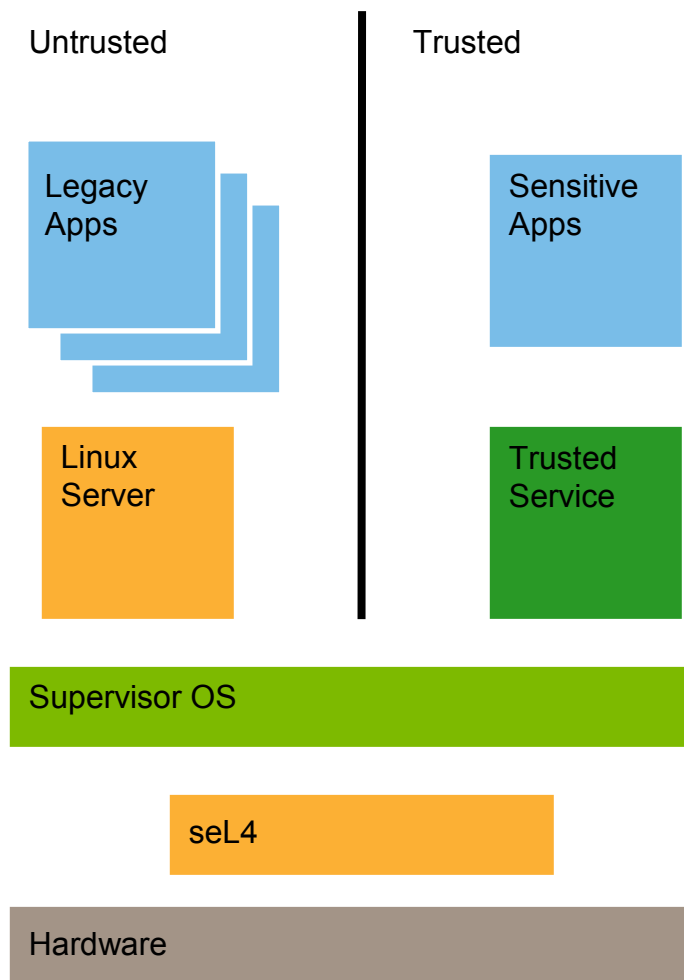 Untrusted
Trusted
Legacy
Apps
Sensitive
Apps
Linux
Server
Trusted
Service
Supervisor OS
seL4
Hardware